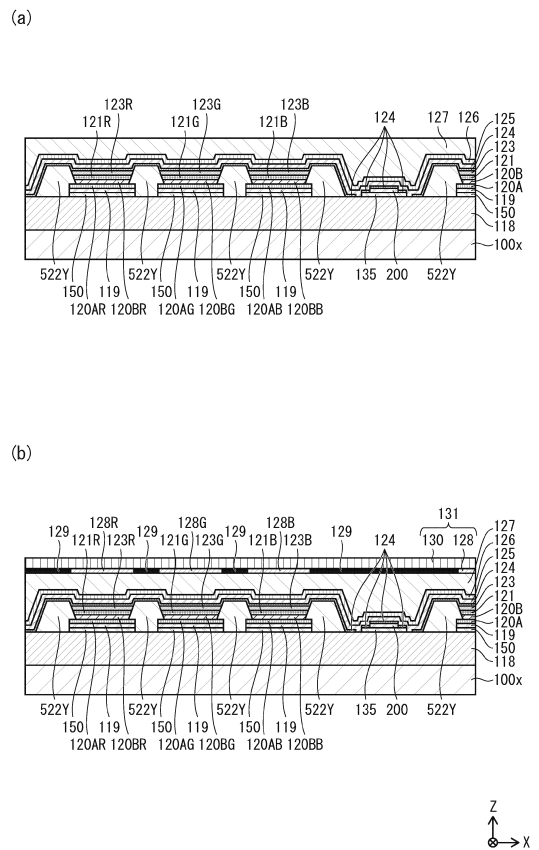 (a)
123R 123G 123B 124 127 126 125
121R 121G 121B 124
123
121
120B
120A
119
150
118
100x
522Y 522Y 522Y 522Y 135 200 522Y
150 119 150 119 150 119
120AR 120BR 120AG 120BG 120AB 120BB
(b)
131
128R 128G 128B 130 128
129 129 129 129 124 127
121R 123R 121G 123G 121B 123B 126
125
124
123
121
120B
120A
119
150
118
100x
522Y 522Y 522Y 522Y 135 200 522Y
150 119 150 119 150 119
120AR 120BR 120AG 120BG 120AB 120BB
Z
X